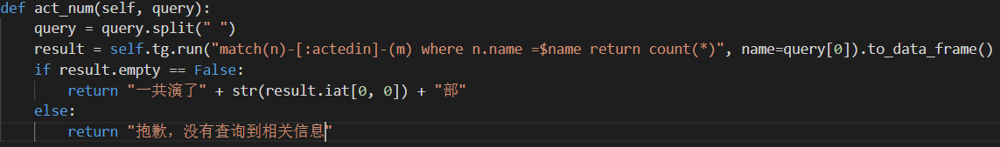 def act_num(self, query):
    query = query.split(" ")
    result = self.tg.run("match(n)-[:actedin]-(m) where n.name =$name return count(*)", name=query[0]).to_data_frame()
    if result.empty == False:
        return "一共演了" + str(result.iat[0, 0]) + "部"
    else:
        return "抱歉，没有查询到相关信息"